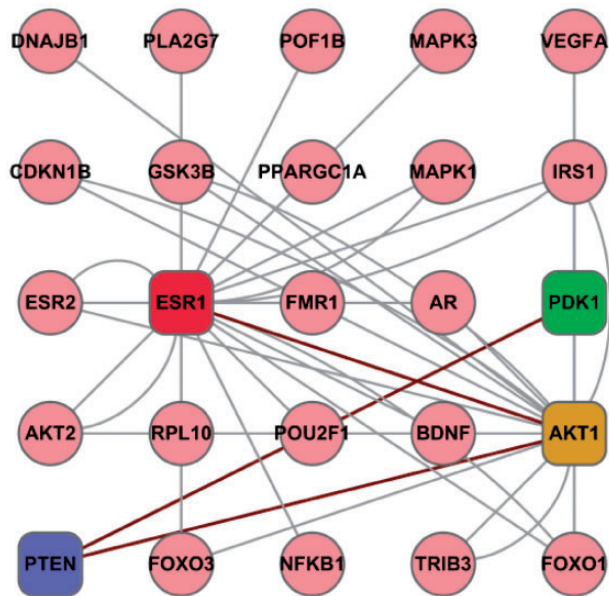 DNAJB1 PLA2G7 POF1B MAPK3 VEGFA
CDKN1B GSK3B PPARGC1A MAPK1 IRS1
ESR2 ESR1 FMR1 AR PDK1
AKT2 RPL10 POU2F1 BDNF AKT1
PTEN FOXO3 NFKB1 TRIB3 FOXO1